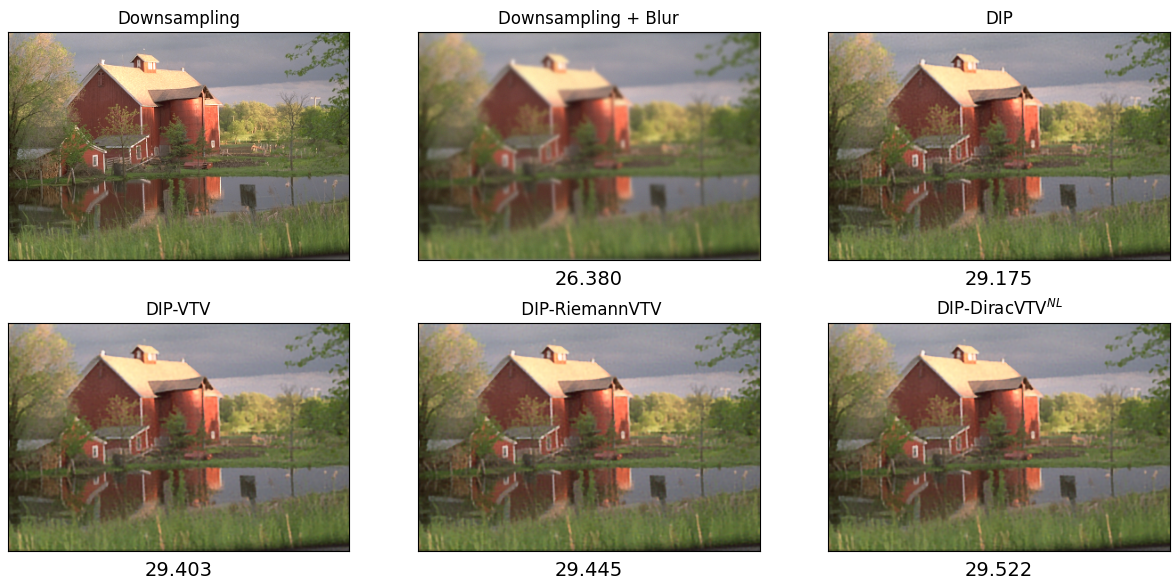 Downsampling
Downsampling + Blur
DIP
26.380
29.175
DIP-VTV
DIP-RiemannVTV
DIP-DiracVTV^{NL}
29.403
29.445
29.522